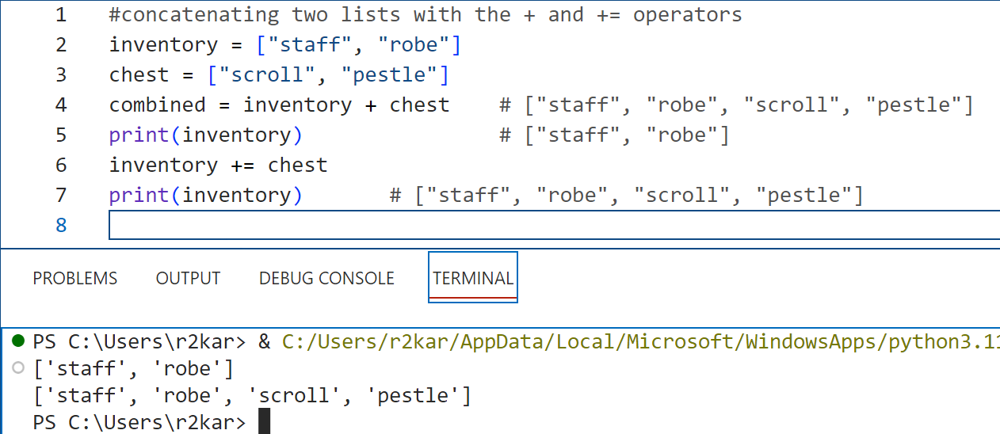 1 #concatenating two lists with the + and += operators
2 inventory = ["staff", "robe"]
3 chest = ["scroll", "pestle"]
4 combined = inventory + chest    # ["staff", "robe", "scroll", "pestle"]
5 print(inventory)                # ["staff", "robe"]
6 inventory += chest
7 print(inventory)       # ["staff", "robe", "scroll", "pestle"]
8
PROBLEMS OUTPUT DEBUG CONSOLE TERMINAL
PS C:\Users\r2kar> & C:/Users/r2kar/AppData/Local/Microsoft/WindowsApps/python3.11
['staff', 'robe']
['staff', 'robe', 'scroll', 'pestle']
PS C:\Users\r2kar>